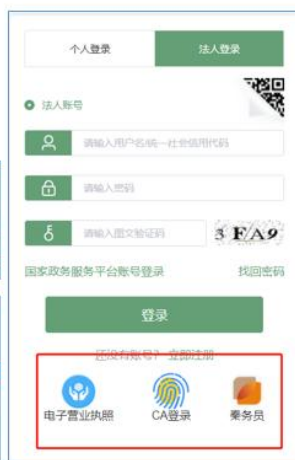 个人登录
法人登录
法人账号
请输入用户名/统一社会信用代码
请输入密码
请输入图文验证码
3 FA9
国家政务服务平台账号登录
找回密码
登录
还没有账号？ 立即注册
电子营业执照
CA登录
秦务员